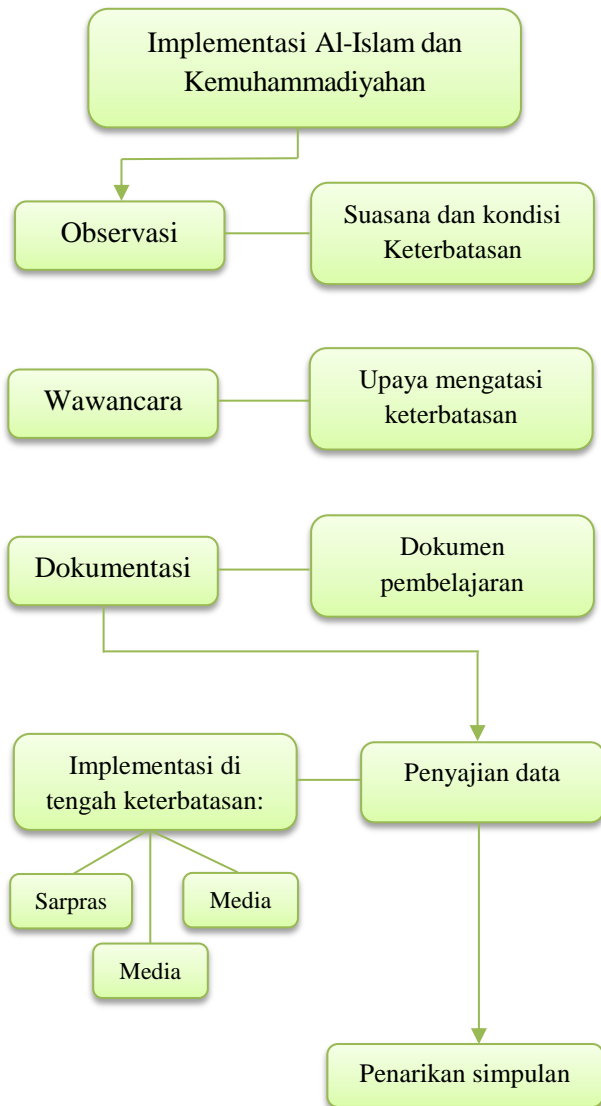 Implementasi Al-Islam dan
Kemuhammadiyahan
Observasi
Suasana dan kondisi
Keterbatasan
Wawancara
Upaya mengatasi
keterbatasan
Dokumentasi
Dokumen
pembelajaran
Implementasi di
tengah keterbatasan:
Penyajian data
Sarpras
Media
Media
Penarikan simpulan